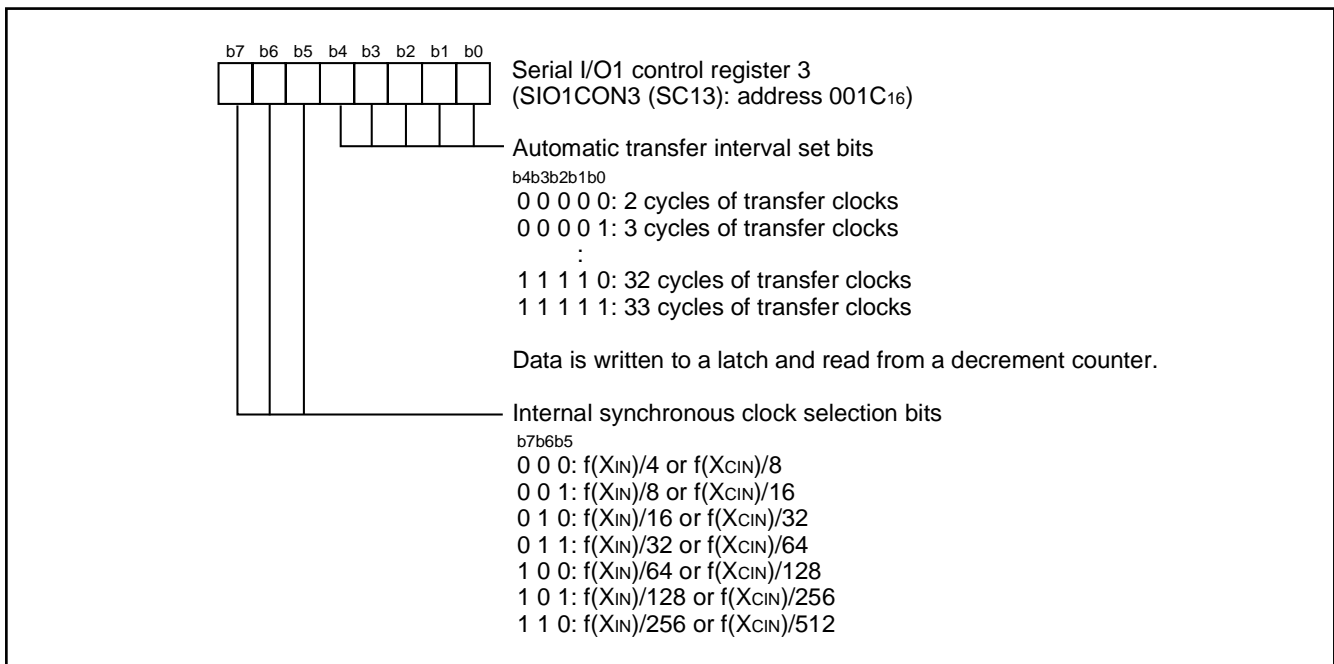 b7 b6 b5 b4 b3 b2 b1 b0
Serial I/O1 control register 3
(SIO1CON3 (SC13): address 001C16)
Automatic transfer interval set bits
b4b3b2b1b0
0 0 0 0 0: 2 cycles of transfer clocks
0 0 0 0 1: 3 cycles of transfer clocks
:
1 1 1 1 0: 32 cycles of transfer clocks
1 1 1 1 1: 33 cycles of transfer clocks
Data is written to a latch and read from a decrement counter.
Internal synchronous clock selection bits
b7b6b5
0 0 0: f(XIN)/4 or f(XCIN)/8
0 0 1: f(XIN)/8 or f(XCIN)/16
0 1 0: f(XIN)/16 or f(XCIN)/32
0 1 1: f(XIN)/32 or f(XCIN)/64
1 0 0: f(XIN)/64 or f(XCIN)/128
1 0 1: f(XIN)/128 or f(XCIN)/256
1 1 0: f(XIN)/256 or f(XCIN)/512